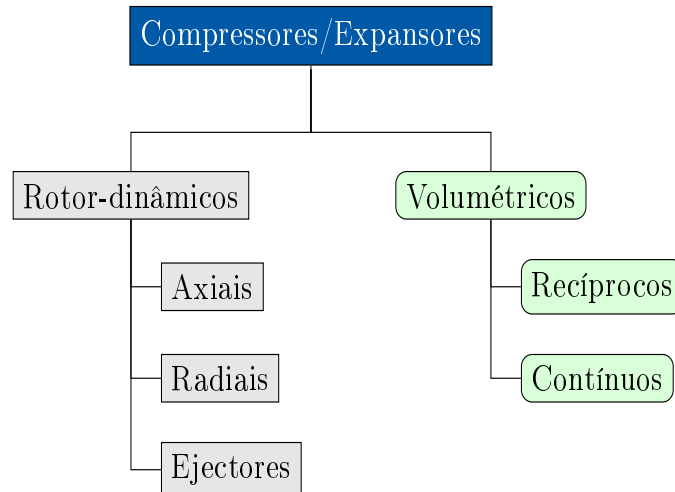 Compressores/Expansores
Rotor-dinâmicos
Volumétricos
Axiais
Recíprocos
Radiais
Contínuos
Ejectores